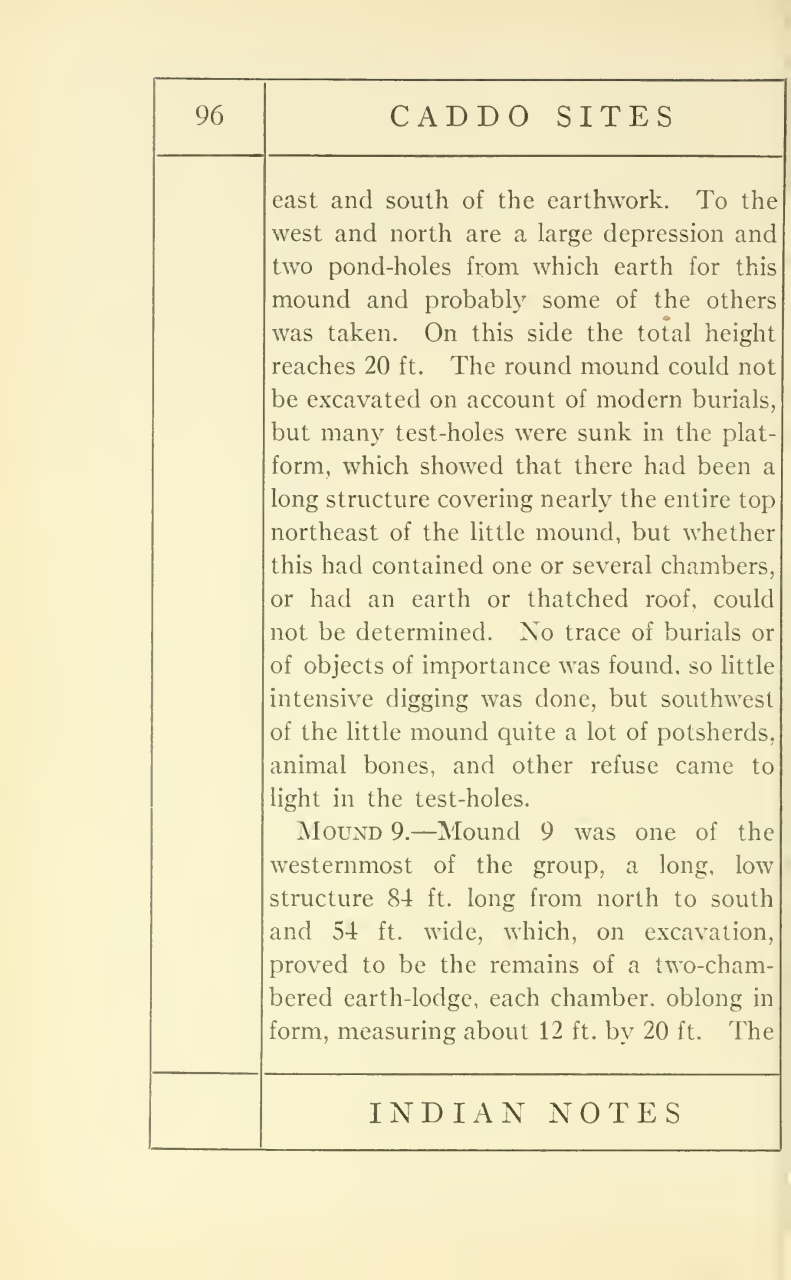 96
CADDO SITES
east and south of the earthwork. To the
west and north are a large depression and
two pond-holes from which earth for this
mound and probably some of the others
was taken. On this side the total height
reaches 20 ft. The round mound could not
be excavated on account of modern burials,
but many test-holes were sunk in the plat-
form, which showed that there had been a
long structure covering nearly the entire top
northeast of the little mound, but whether
this had contained one or several chambers,
or had an earth or thatched roof, could
not be determined. No trace of burials or
of objects of importance was found, so little
intensive digging was done, but southwest
of the little mound quite a lot of potsherds,
animal bones, and other refuse came to
light in the test-holes.
MOUND 9.—Mound 9 was one of the
westernmost of the group, a long, low
structure 84 ft. long from north to south
and 54 ft. wide, which, on excavation,
proved to be the remains of a two-cham-
bered earth-lodge, each chamber. oblong in
form, measuring about 12 ft. by 20 ft. The
INDIAN NOTES